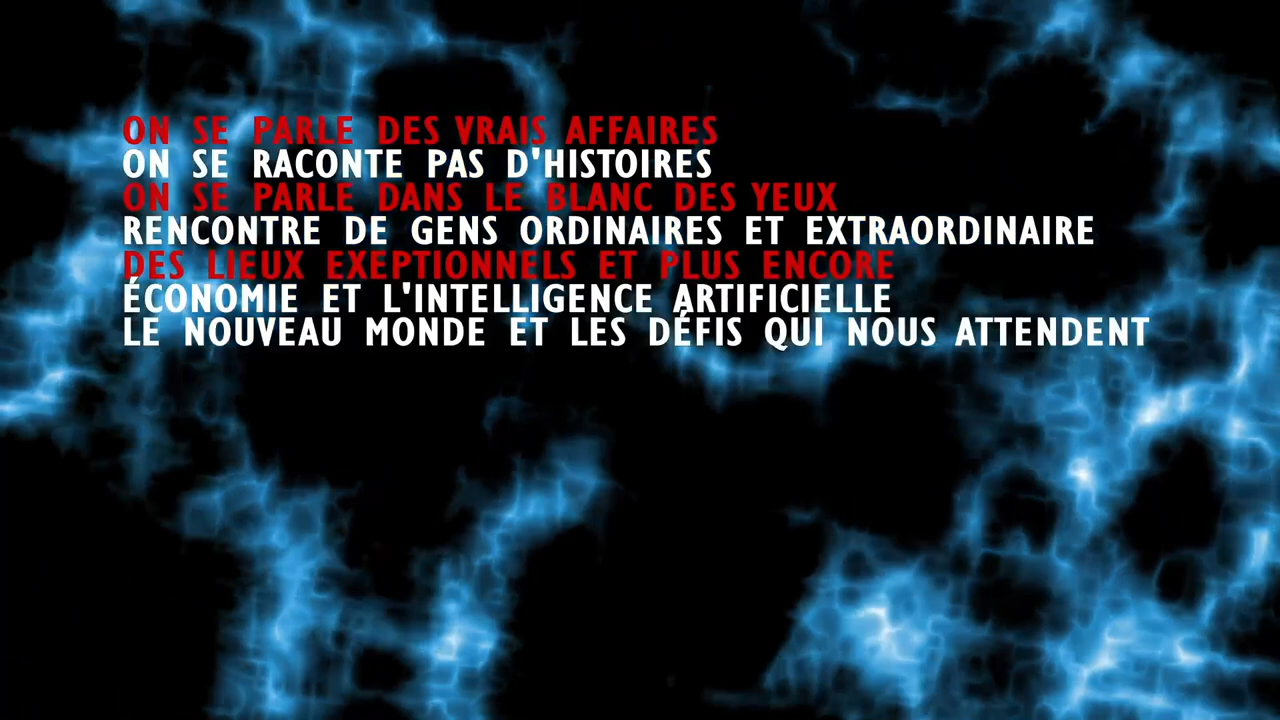 ON SE PARLE DES VRAIS AFFAIRES
ON SE RACONTE PAS D'HISTOIRES
ON SE PARLE DANS LE BLANC DES YEUX
RENCONTRE DE GENS ORDINAIRES ET EXTRAORDINAIRE
DES LIEUX EXEPTIONNELS ET PLUS ENCORE
ÉCONOMIE ET L'INTELLIGENCE ARTIFICIELLE
LE NOUVEAU MONDE ET LES DÉFIS QUI NOUS ATTENDENT